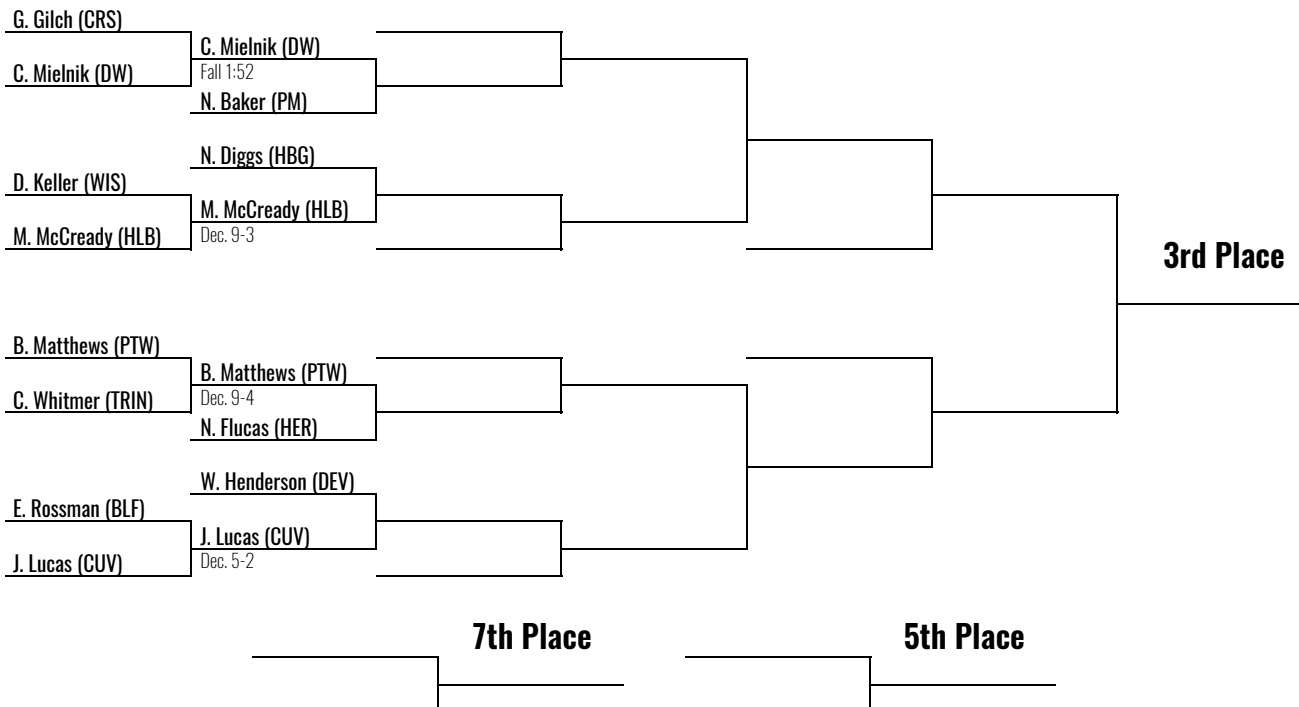 G. Gilch (CRS)
C. Mielnik (DW)
C. Mielnik (DW)
Fall 1:52
N. Baker (PM)
N. Diggs (HBG)
D. Keller (WIS)
M. McCready (HLB)
M. McCready (HLB)
Dec. 9-3
3rd Place
B. Matthews (PTW)
B. Matthews (PTW)
C. Whitmer (TRIN)
Dec. 9-4
N. Flucas (HER)
W. Henderson (DEV)
E. Rossman (BLF)
J. Lucas (CUV)
J. Lucas (CUV)
Dec. 5-2
7th Place
5th Place